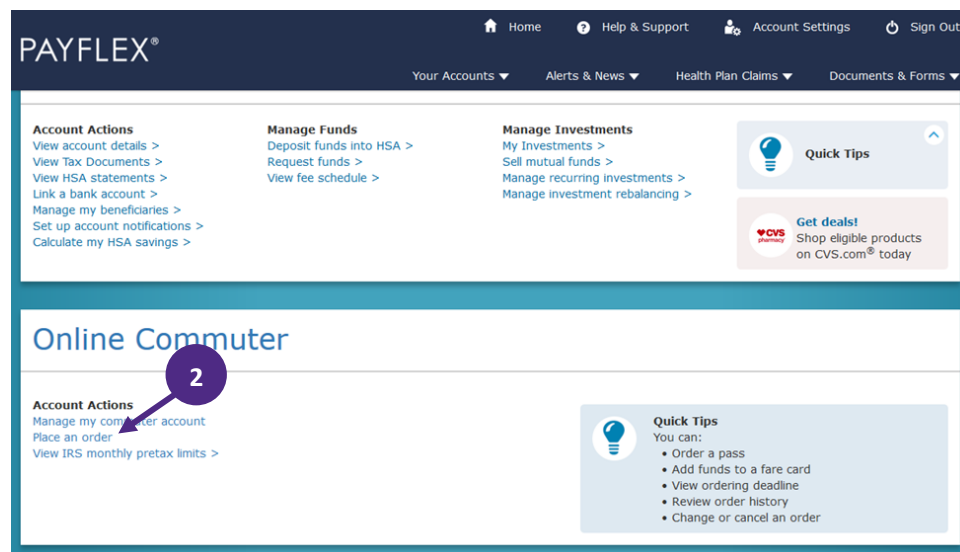 PAYFLEX®
Home
Help & Support
Account Settings
Sign Out
Your Accounts ▼
Alerts & News ▼
Health Plan Claims ▼
Documents & Forms ▼
Account Actions
View account details >
View Tax Documents >
View HSA statements >
Link a bank account >
Manage my beneficiaries >
Set up account notifications >
Calculate my HSA savings >
Manage Funds
Deposit funds into HSA >
Request funds >
View fee schedule >
Manage Investments
My Investments >
Sell mutual funds >
Manage recurring investments >
Manage investment rebalancing >
Quick Tips
CVS
pharmacy
Get deals!
Shop eligible products
on CVS.com® today
Online Commuter
2
Account Actions
Manage my commuter account
Place an order
View IRS monthly pretax limits >
Quick Tips
You can:
• Order a pass
• Add funds to a fare card
• View ordering deadline
• Review order history
• Change or cancel an order